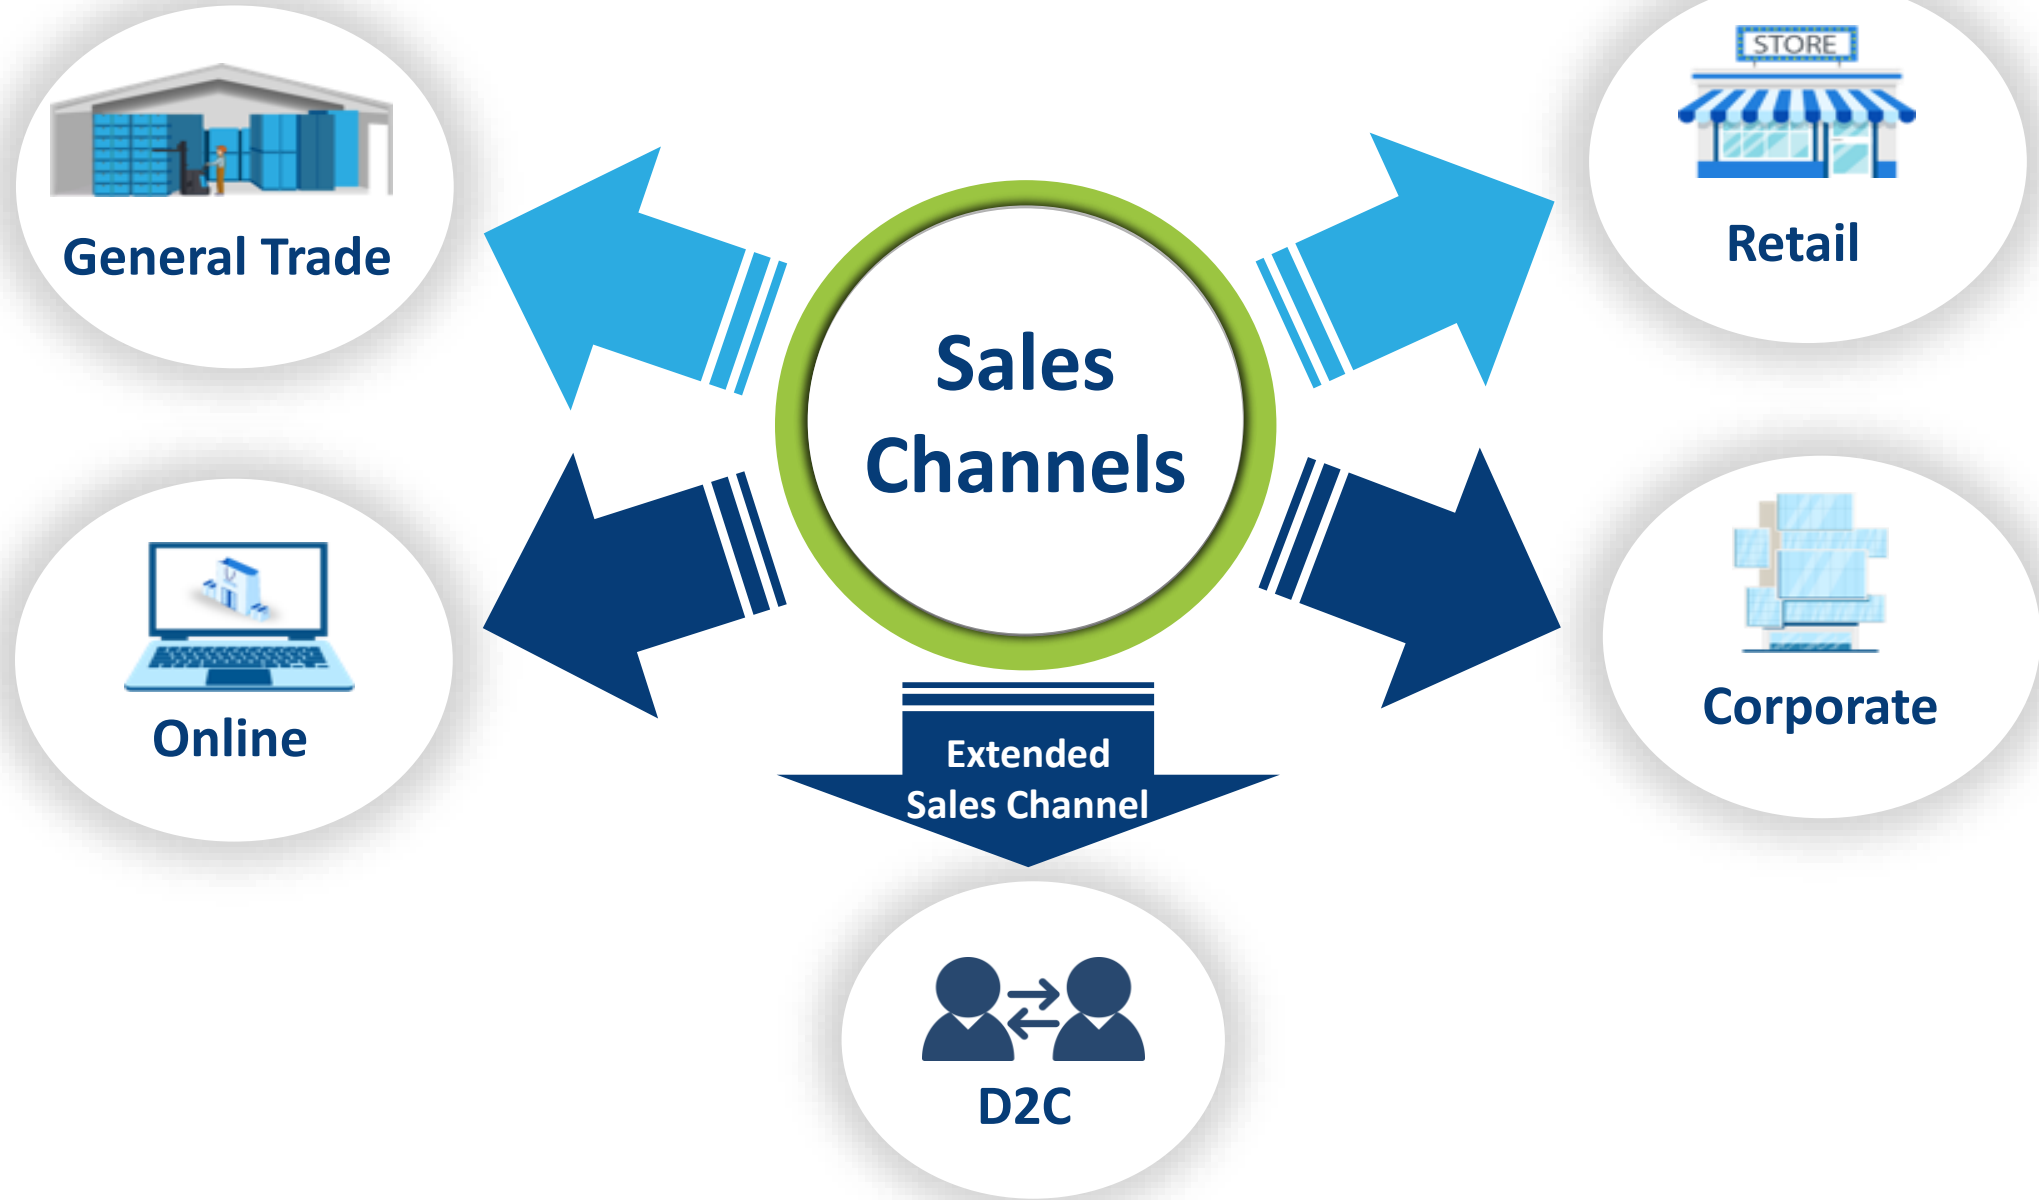 STORE
General Trade
Retail
Sales
Channels
Online
Corporate
Extended
Sales Channel
D2C